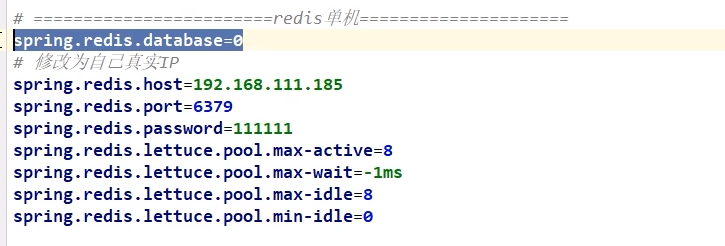 # ========================redis单机=====================
spring.redis.database=0
# 修改为自己真实IP
spring.redis.host=192.168.111.185
spring.redis.port=6379
spring.redis.password=111111
spring.redis.lettuce.pool.max-active=8
spring.redis.lettuce.pool.max-wait=-1ms
spring.redis.lettuce.pool.max-idle=8
spring.redis.lettuce.pool.min-idle=0